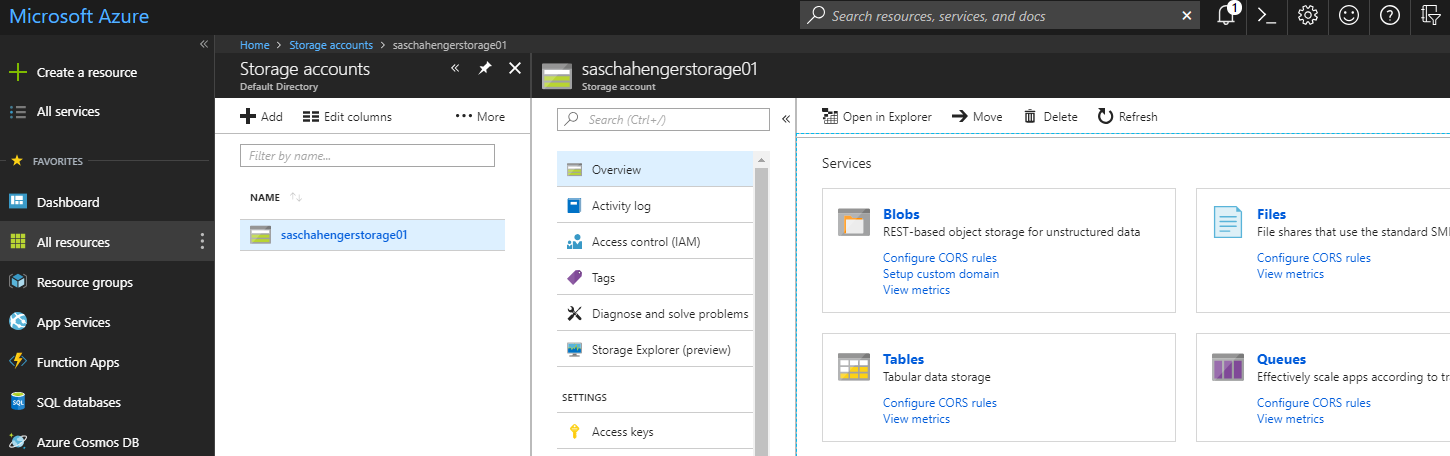 Microsoft Azure
Search resources, services, and docs
1
Create a resource
All services
FAVORITES
Dashboard
All resources
Resource groups
App Services
Function Apps
SQL databases
Azure Cosmos DB
Home > Storage accounts > saschahengerstorage01
Storage accounts
Default Directory
Add Edit columns More
Filter by name...
NAME
saschahengerstorage01
saschahengerstorage01
Storage account
Search (Ctrl+/)
Overview
Activity log
Access control (IAM)
Tags
Diagnose and solve problems
Storage Explorer (preview)
SETTINGS
Access keys
Open in Explorer Move Delete Refresh
Services
Blobs
REST-based object storage for unstructured data
Configure CORS rules
Setup custom domain
View metrics
Files
File shares that use the standard SM
Configure CORS rules
View metrics
Tables
Tabular data storage
Configure CORS rules
View metrics
Queues
Effectively scale apps according to tr
Configure CORS rules
View metrics